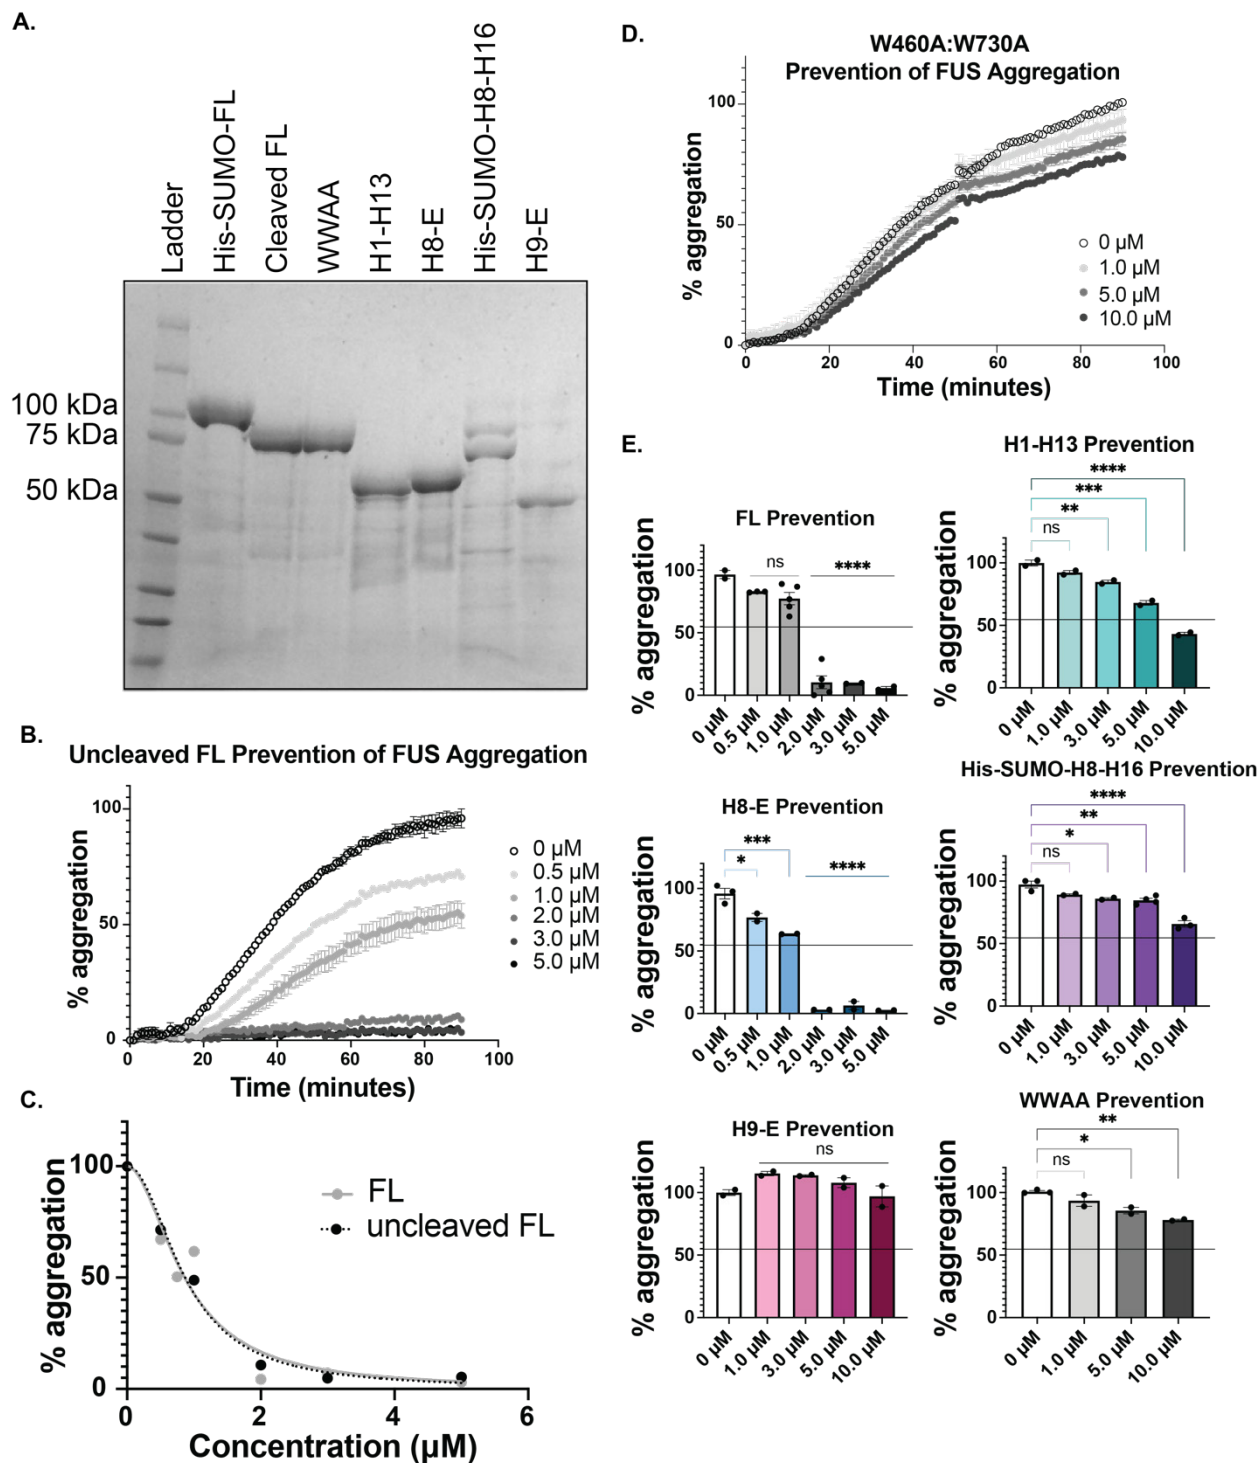 A.
Ladder
His-SUMO-FL
Cleaved FL
WWAA
H1-H13
H8-E
His-SUMO-H8-H16
H9-E
100 kDa
75 kDa
50 kDa
B.
Uncleaved FL Prevention of FUS Aggregation
% aggregation
100
50
0
0
20
40
60
80
100
Time (minutes)
0 µM
0.5 µM
1.0 µM
2.0 µM
3.0 µM
5.0 µM
C.
% aggregation
100
50
0
0
2
4
6
Concentration (µM)
FL
uncleaved FL
D.
W460A:W730A
Prevention of FUS Aggregation
% aggregation
100
50
0
0
20
40
60
80
100
Time (minutes)
0 µM
1.0 µM
5.0 µM
10.0 µM
E.
FL Prevention
ns
****
% aggregation
100
50
0
0 µM
0.5 µM
1.0 µM
2.0 µM
3.0 µM
5.0 µM
H1-H13 Prevention
****
***
**
ns
% aggregation
100
50
0
0 µM
1.0 µM
3.0 µM
5.0 µM
10.0 µM
H8-E Prevention
***
*
****
% aggregation
100
50
0
0 µM
0.5 µM
1.0 µM
2.0 µM
3.0 µM
5.0 µM
His-SUMO-H8-H16 Prevention
****
**
*
ns
% aggregation
100
50
0
0 µM
1.0 µM
3.0 µM
5.0 µM
10.0 µM
H9-E Prevention
ns
% aggregation
100
50
0
0 µM
1.0 µM
3.0 µM
5.0 µM
10.0 µM
WWAA Prevention
**
*
ns
% aggregation
100
50
0
0 µM
1.0 µM
5.0 µM
10.0 µM